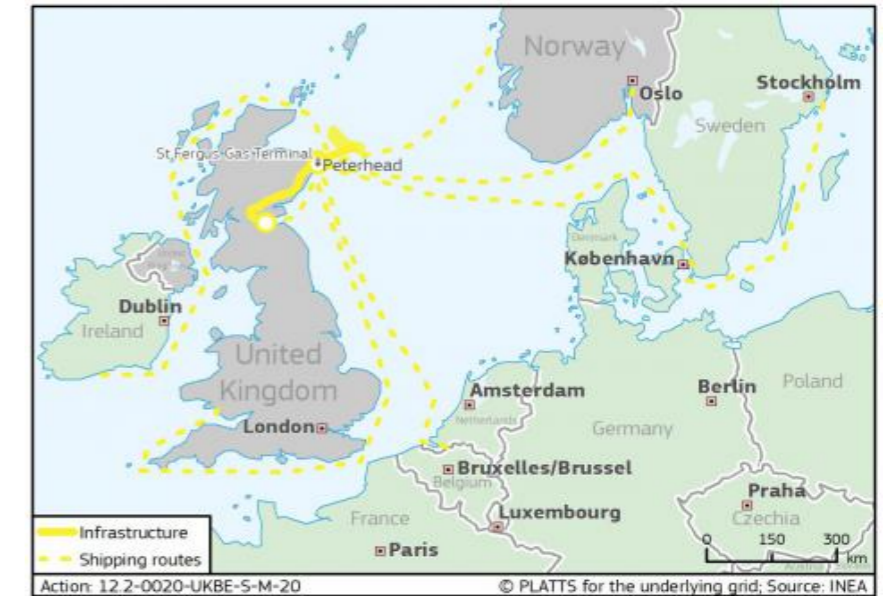 Norway
Oslo
Stockholm
Sweden
St Fergus Gas Terminal
Peterhead
Denmark
København
Dublin
Ireland
United
Kingdom
London
Amsterdam
Netherlands
Berlin
Poland
Germany
Bruxelles/Brussel
Belgium
Praha
Czechia
Luxembourg
France
Paris
Infrastructure
Shipping routes
0 150 300
km
Action: 12.2-0020-UKBE-S-M-20
© PLATTS for the underlying grid; Source: INEA